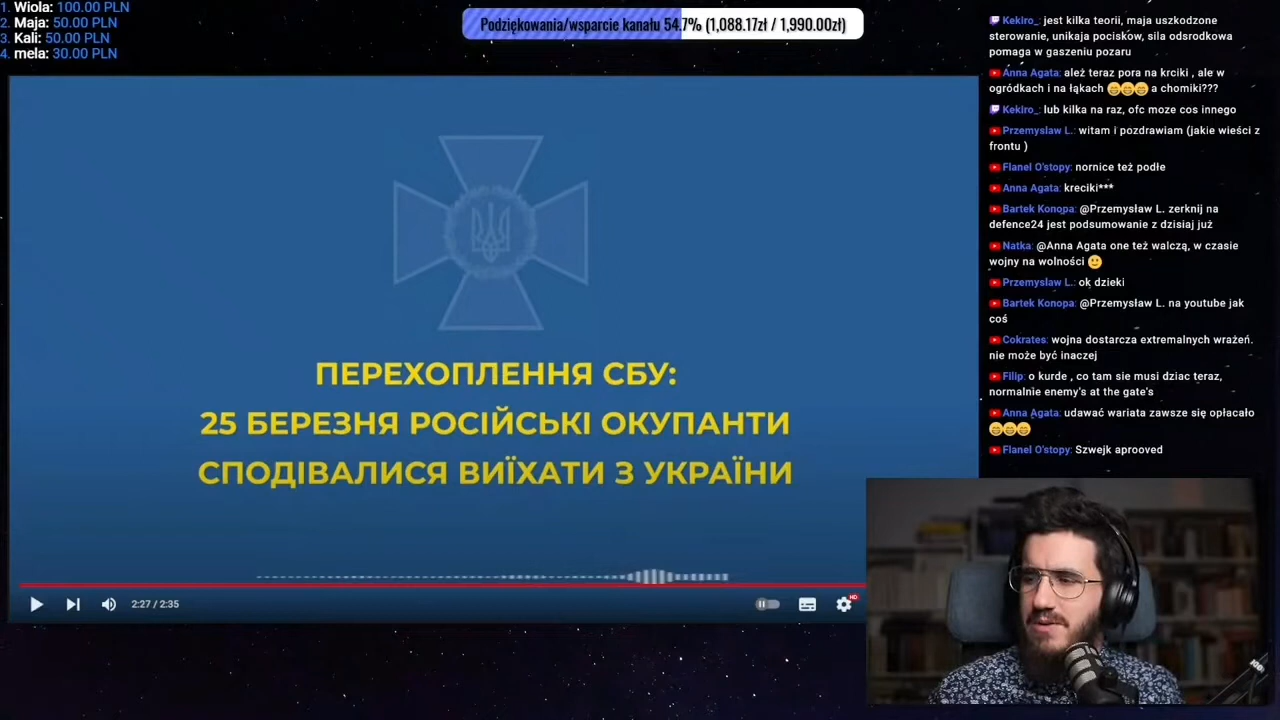 1. Wiola: 100.00 PLN
2. Maja: 50.00 PLN
3. Kali: 50.00 PLN
4. mela: 30.00 PLN
Podziękowania/wsparcie kanału 54.7% (1,088.17zł / 1,990.00zł)
ПЕРЕХОПЛЕННЯ СБУ:
25 БЕРЕЗНЯ РОСІЙСЬКІ ОКУПАНТИ
СПОДІВАЛИСЯ ВИЇХАТИ З УКРАЇНИ
2:27 / 2:35
HD
Kekiro_: jest kilka teorii, maja uszkodzone
sterowanie, unikaja pocisków, sila odsrodkowa
pomaga w gaszeniu pozaru
Anna Agata: ależ teraz pora na krciki , ale w
ogródkach i na łąkach 😁😁😁 a chomiki???
Kekiro_: lub kilka na raz, ofc moze cos innego
Przemysław L.: witam i pozdrawiam (jakie wieści z
frontu )
Flanel O'stopy: nornice też podłe
Anna Agata: kreciki***
Bartek Konopa: @Przemysław L. zerknij na
defence24 jest podsumowanie z dzisiaj już
Natka: @Anna Agata one też walczą, w czasie
wojny na wolności 🙂
Przemysław L.: ok dzieki
Bartek Konopa: @Przemysław L. na youtube jak
coś
Cokrates: wojna dostarcza extremalnych wrażeń.
nie może być inaczej
Filip: o kurde , co tam sie musi dziac teraz,
normalnie enemy's at the gate's
Anna Agata: udawać wariata zawsze się opłacało
😁😁😁
Flanel O'stopy: Szwejk aprooved